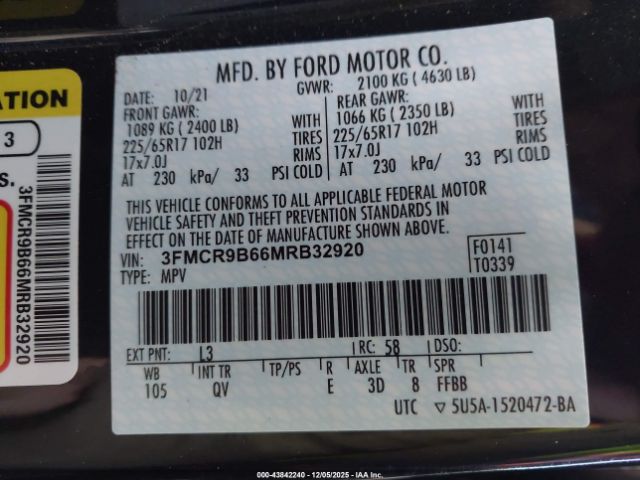 ATION
3
s.
3FMCR9B66MRB32920
MFD. BY FORD MOTOR CO.
DATE: 10/21 GVWR: 2100 KG ( 4630 LB)
FRONT GAWR: REAR GAWR:
1089 KG ( 2400 LB) WITH 1066 KG ( 2350 LB) WITH
225/65R17 102H TIRES 225/65R17 102H TIRES
17x7.0J RIMS 17x7.0J RIMS
AT 230 kPa/ 33 PSI COLD AT 230 kPa/ 33 PSI COLD
THIS VEHICLE CONFORMS TO ALL APPLICABLE FEDERAL MOTOR
VEHICLE SAFETY AND THEFT PREVENTION STANDARDS IN
EFFECT ON THE DATE OF MANUFACTURE SHOWN ABOVE.
VIN: 3FMCR9B66MRB32920 F0141
TYPE: MPV T0339
EXT PNT: L3 RC: 58 DSO:
WB INT TR TP/PS R AXLE TR SPR
105 QV E 3D 8 FFBB
UTC ▽ 5U5A-1520472-BA
000-43842240 - 12/05/2025 - IAA, Inc.